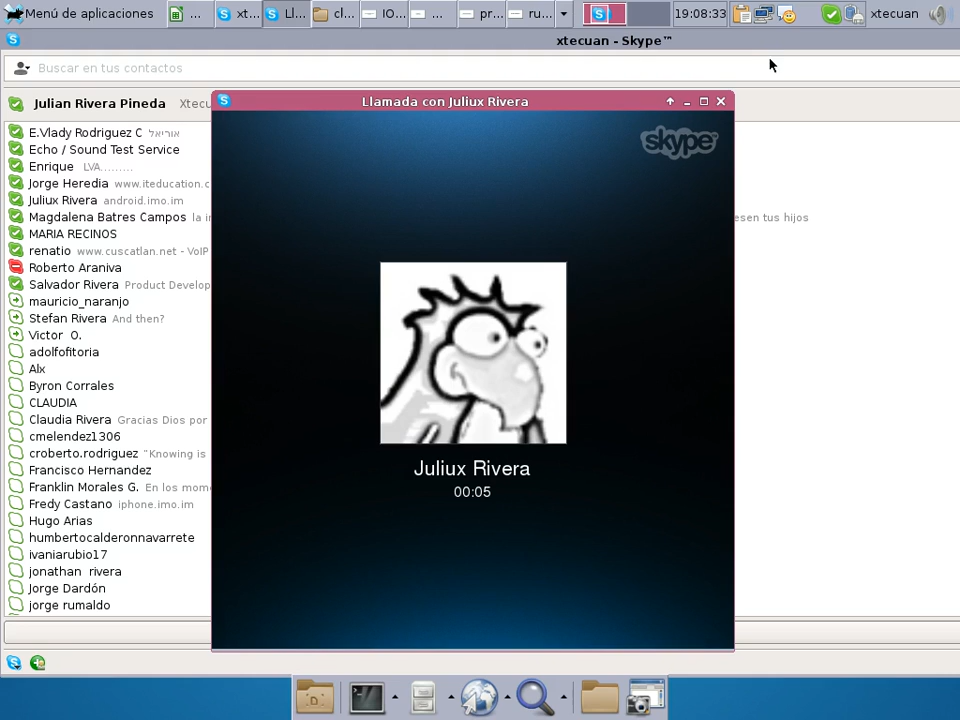 Menú de aplicaciones ... xt... Ll... cl... IO... ... pr... ru... 19:08:33 xtecuan
xtecuan - Skype™
Buscar en tus contactos
Julian Rivera Pineda Xtecu
Llamada con Juliux Rivera
skype™
E.Vlady Rodriguez C אוריאל
Echo / Sound Test Service
Enrique LVA.........
Jorge Heredia www.iteducation.c
Juliux Rivera android.imo.im
Magdalena Batres Campos la i esen tus hijos
MARIA RECINOS
renatio www.cuscatlan.net - VoIP
Roberto Araniva
Salvador Rivera Product Develop
mauricio_naranjo
Stefan Rivera And then?
Victor O.
adolfofitoria
Alx
Byron Corrales
CLAUDIA
Claudia Rivera Gracias Dios por
cmelendez1306
croberto.rodriguez "Knowing is
Francisco Hernandez
Franklin Morales G. En los mom
Fredy Castano iphone.imo.im
Hugo Arias
humbertocalderonnavarrete
ivaniarubio17
jonathan rivera
Jorge Dardón
jorge rumaldo
Juliux Rivera
00:05